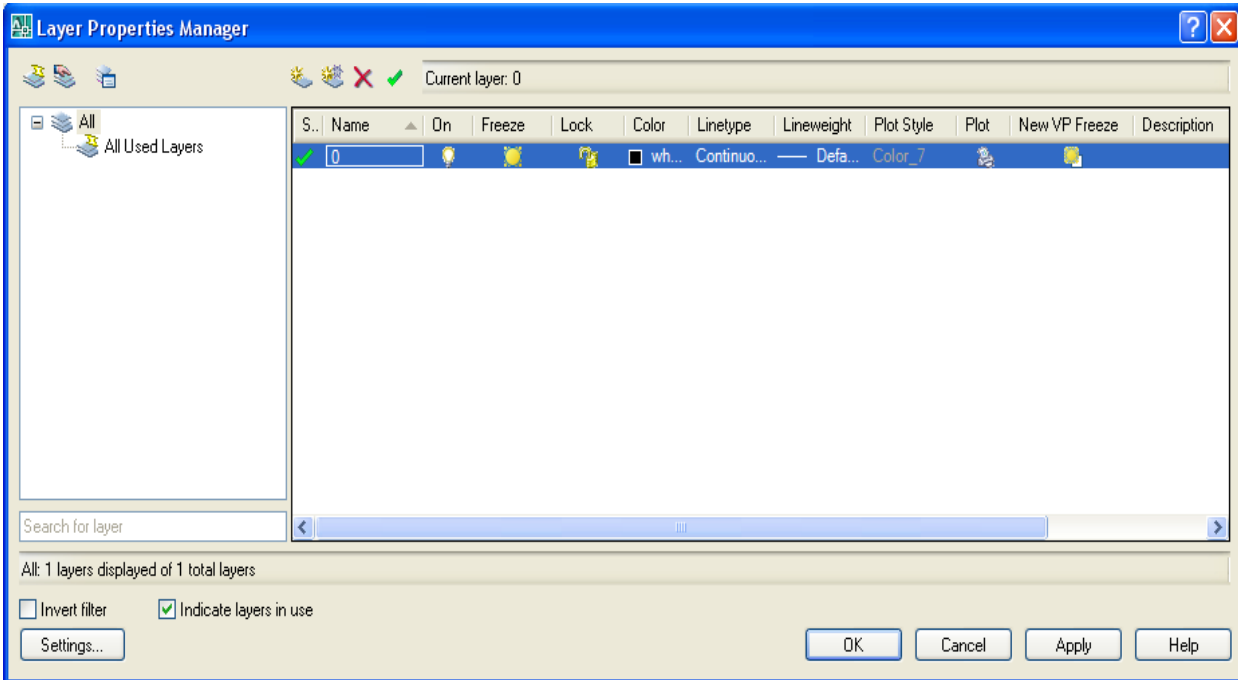 Layer Properties Manager
Current layer: 0
All
All Used Layers
S.. Name On Freeze Lock Color Linetype Lineweight Plot Style Plot New VP Freeze Description
0 wh... Continuo... Defa... Color_7
Search for layer
All: 1 layers displayed of 1 total layers
Invert filter Indicate layers in use
Settings... OK Cancel Apply Help